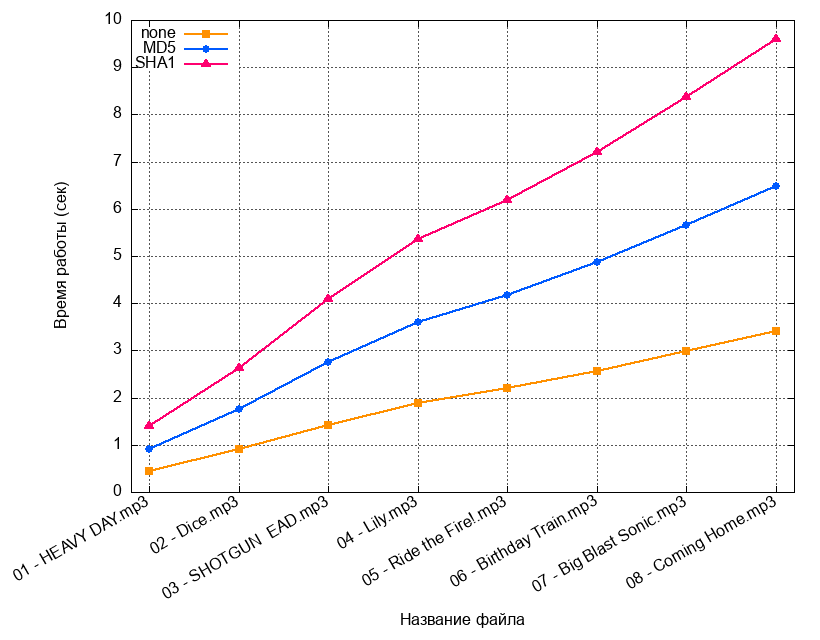 none
MD5
SHA1
10
9
8
7
6
5
4
3
2
1
0
Время работы (сек)
01 - HEAVY DAY.mp3
02 - Dice.mp3
03 - SHOTGUN  EAD.mp3
04 - Lily.mp3
05 - Ride the Fire!.mp3
06 - Birthday Train.mp3
07 - Big Blast Sonic.mp3
08 - Coming Home.mp3
Название файла